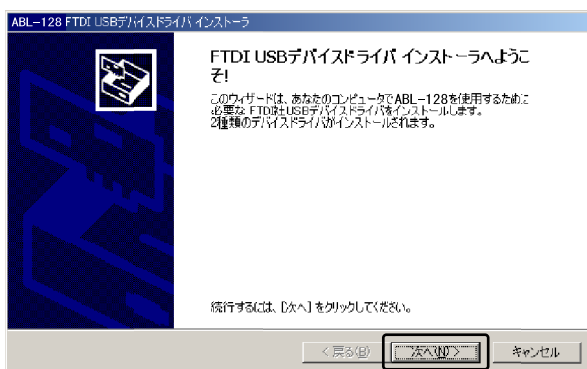 ABL-128 FTDI USBデバイスドライバ インストーラ
FTDI USBデバイスドライバ インストーラへようこ
そ!
このウィザードは、あなたのコンピュータでABL-128を使用するために
必要な FTDI社USBデバイスドライバをインストールします。
2種類のデバイスドライバがインストールされます。
続行するには、[次へ] をクリックしてください。
< 戻る(B)
次へ(N) >
キャンセル